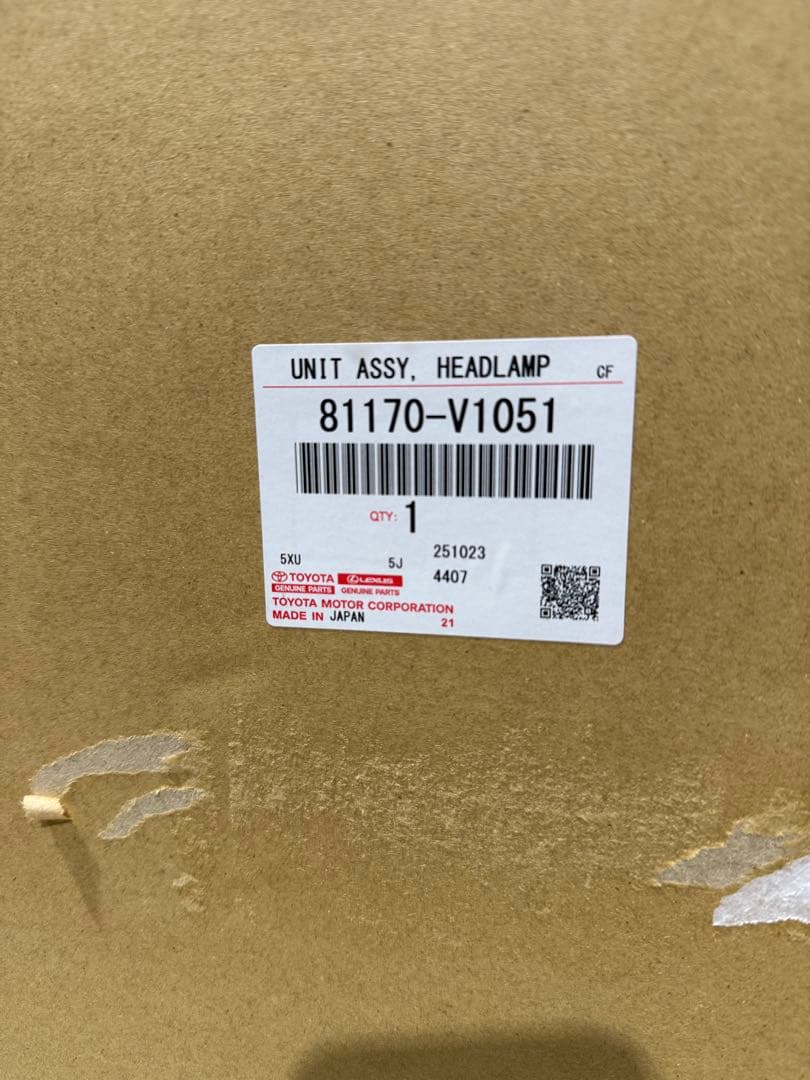 UNIT ASSY, HEADLAMP CF
81170-V1051
QTY: 1
5XU 5J 251023
4407
TOYOTA LEXUS
GENUINE PARTS GENUINE PARTS
TOYOTA MOTOR CORPORATION
MADE IN JAPAN 21